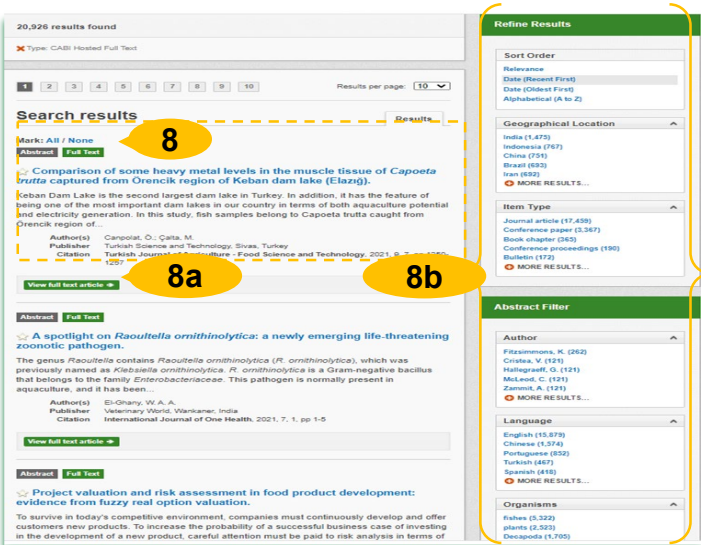 20,926 results found
Type: CABI Hosted Full Text
1 2 3 4 5 6 7 8 9 10
Results per page: 10
Search results
Results
Mark: All / None
8
Abstract Full Text
Comparison of some heavy metal levels in the muscle tissue of Capoeta
trutta captured from Örencik region of Keban dam lake (Elazığ).
Keban Dam Lake is the second largest dam lake in Turkey. In addition, it has the feature of
being one of the most important dam lakes in our country in terms of both aquaculture potential
and electricity generation. In this study, fish samples belong to Capoeta trutta caught from
Örencik region of...
Author(s) Canpolat, Ö.; Çalta, M.
Publisher Turkish Science and Technology, Sivas, Turkey
Citation Turkish Journal of Agriculture - Food Science and Technology, 2021, 9, 7, pp 1250-
1257
8a
8b
View full text article
Abstract Full Text
A spotlight on Raoultella ornithinolytica: a newly emerging life-threatening
zoonotic pathogen.
The genus Raoultella contains Raoultella ornithinolytica (R. ornithinolytica), which was
previously named as Klebsiella ornithinolytica. R. ornithinolytica is a Gram-negative bacillus
that belongs to the family Enterobacteriaceae. This pathogen is normally present in
aquaculture, and it has been...
Author(s) El-Ghany, W. A. A.
Publisher Veterinary World, Wankaner, India
Citation International Journal of One Health, 2021, 7, 1, pp 1-5
View full text article
Abstract Full Text
Project valuation and risk assessment in food product development:
evidence from fuzzy real option valuation.
To survive in today's competitive environment, companies must continuously develop and offer
customers new products. To increase the probability of a successful business case of investing
in the development of a new product, careful attention must be paid to risk analysis in terms of
Refine Results
Sort Order
Relevance
Date (Recent First)
Date (Oldest First)
Alphabetical (A to Z)
Geographical Location
India (1,475)
Indonesia (767)
China (751)
Brazil (693)
Iran (692)
MORE RESULTS...
Item Type
Journal article (17,459)
Conference paper (3,367)
Book chapter (365)
Conference proceedings (190)
Bulletin (172)
MORE RESULTS...
Abstract Filter
Author
Fitzsimmons, K. (262)
Cristea, V. (121)
Hallegraeff, G. (121)
McLeod, C. (121)
Zammit, A. (121)
MORE RESULTS...
Language
English (15,879)
Chinese (1,574)
Portuguese (852)
Turkish (467)
Spanish (418)
MORE RESULTS...
Organisms
fishes (5,322)
plants (2,523)
Decapoda (1,705)